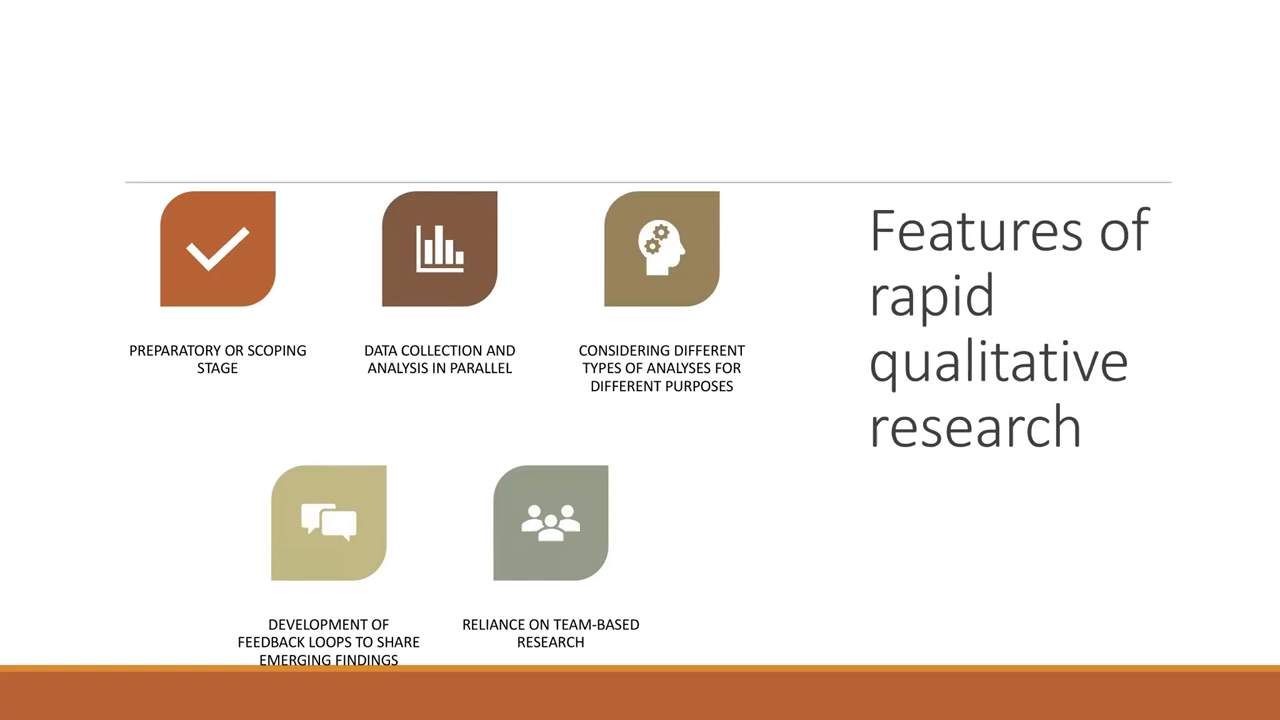 PREPARATORY OR SCOPING
STAGE
DATA COLLECTION AND
ANALYSIS IN PARALLEL
CONSIDERING DIFFERENT
TYPES OF ANALYSES FOR
DIFFERENT PURPOSES
DEVELOPMENT OF
FEEDBACK LOOPS TO SHARE
EMERGING FINDINGS
RELIANCE ON TEAM-BASED
RESEARCH
Features of
rapid
qualitative
research